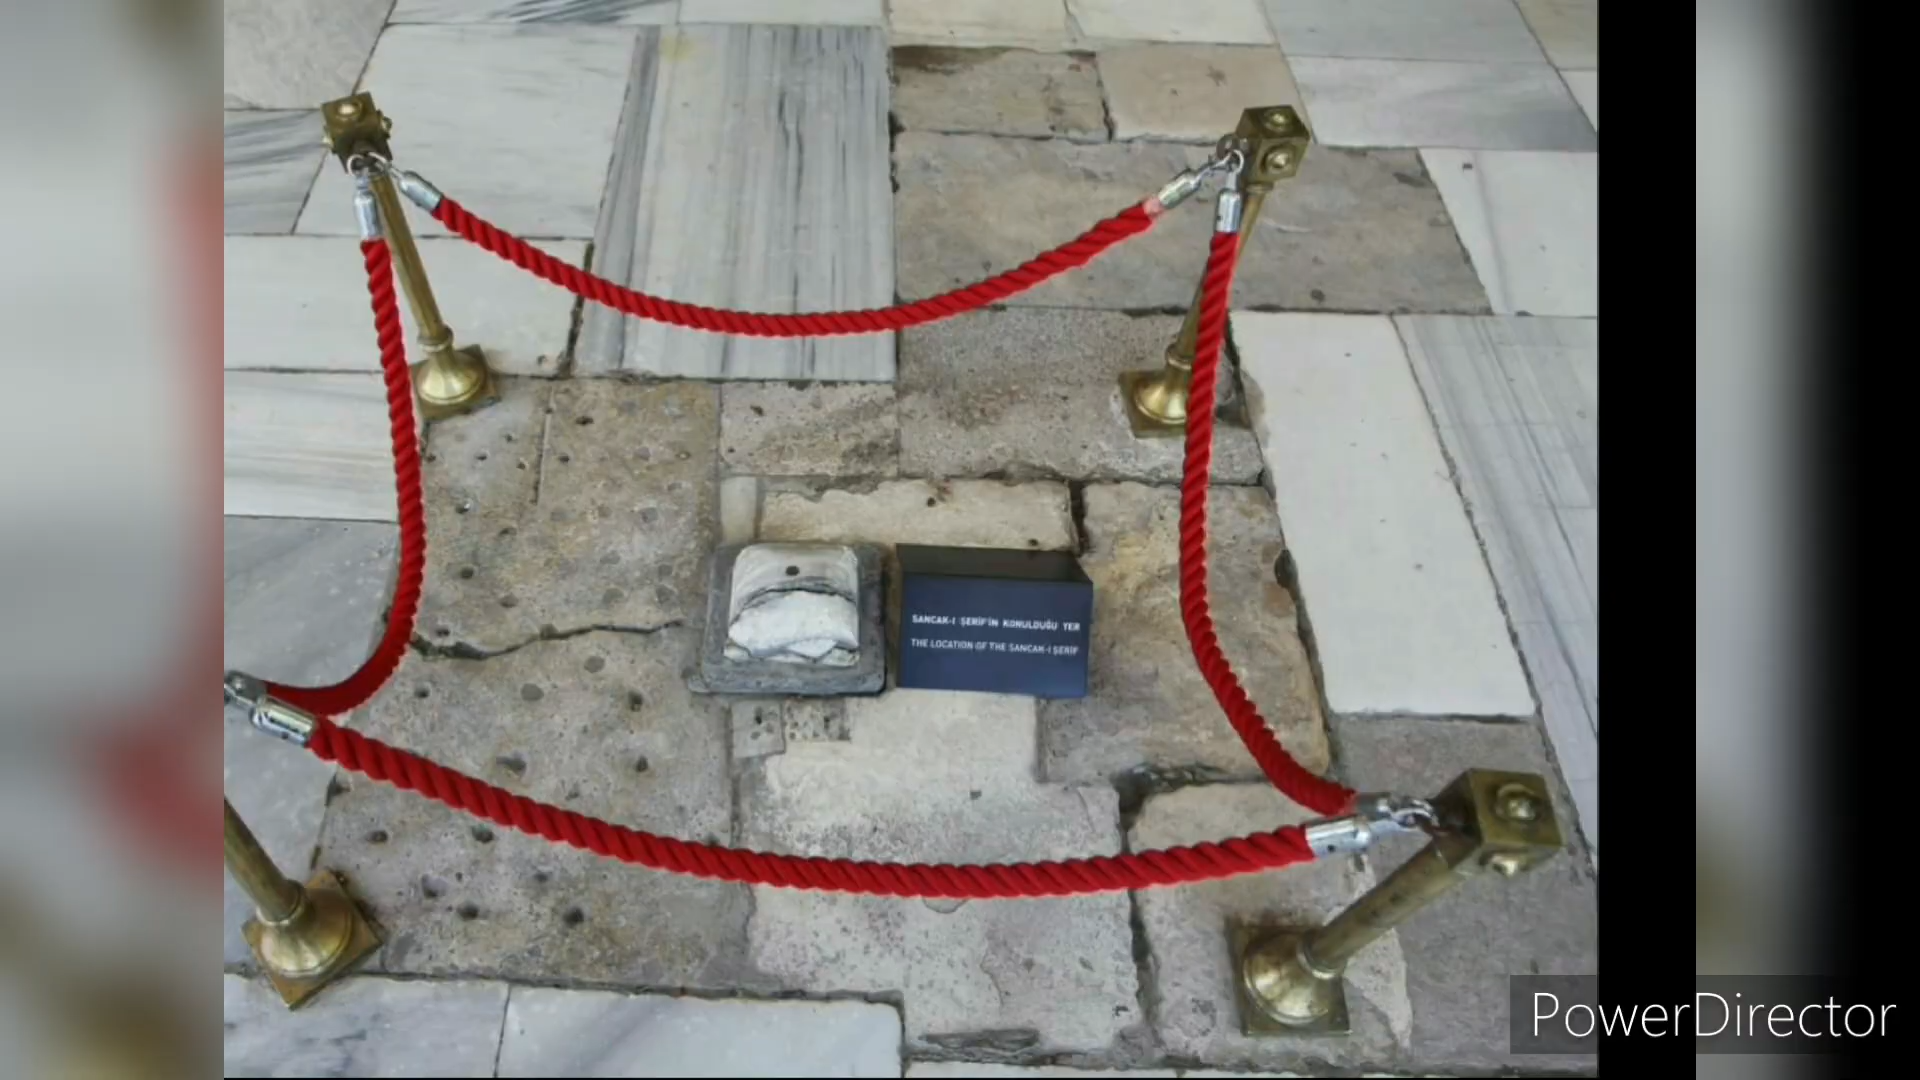 SANCAK-I ŞERİF'İN KONULDUĞU YER
THE LOCATION OF THE SANCAK-I ŞERİF
PowerDirector